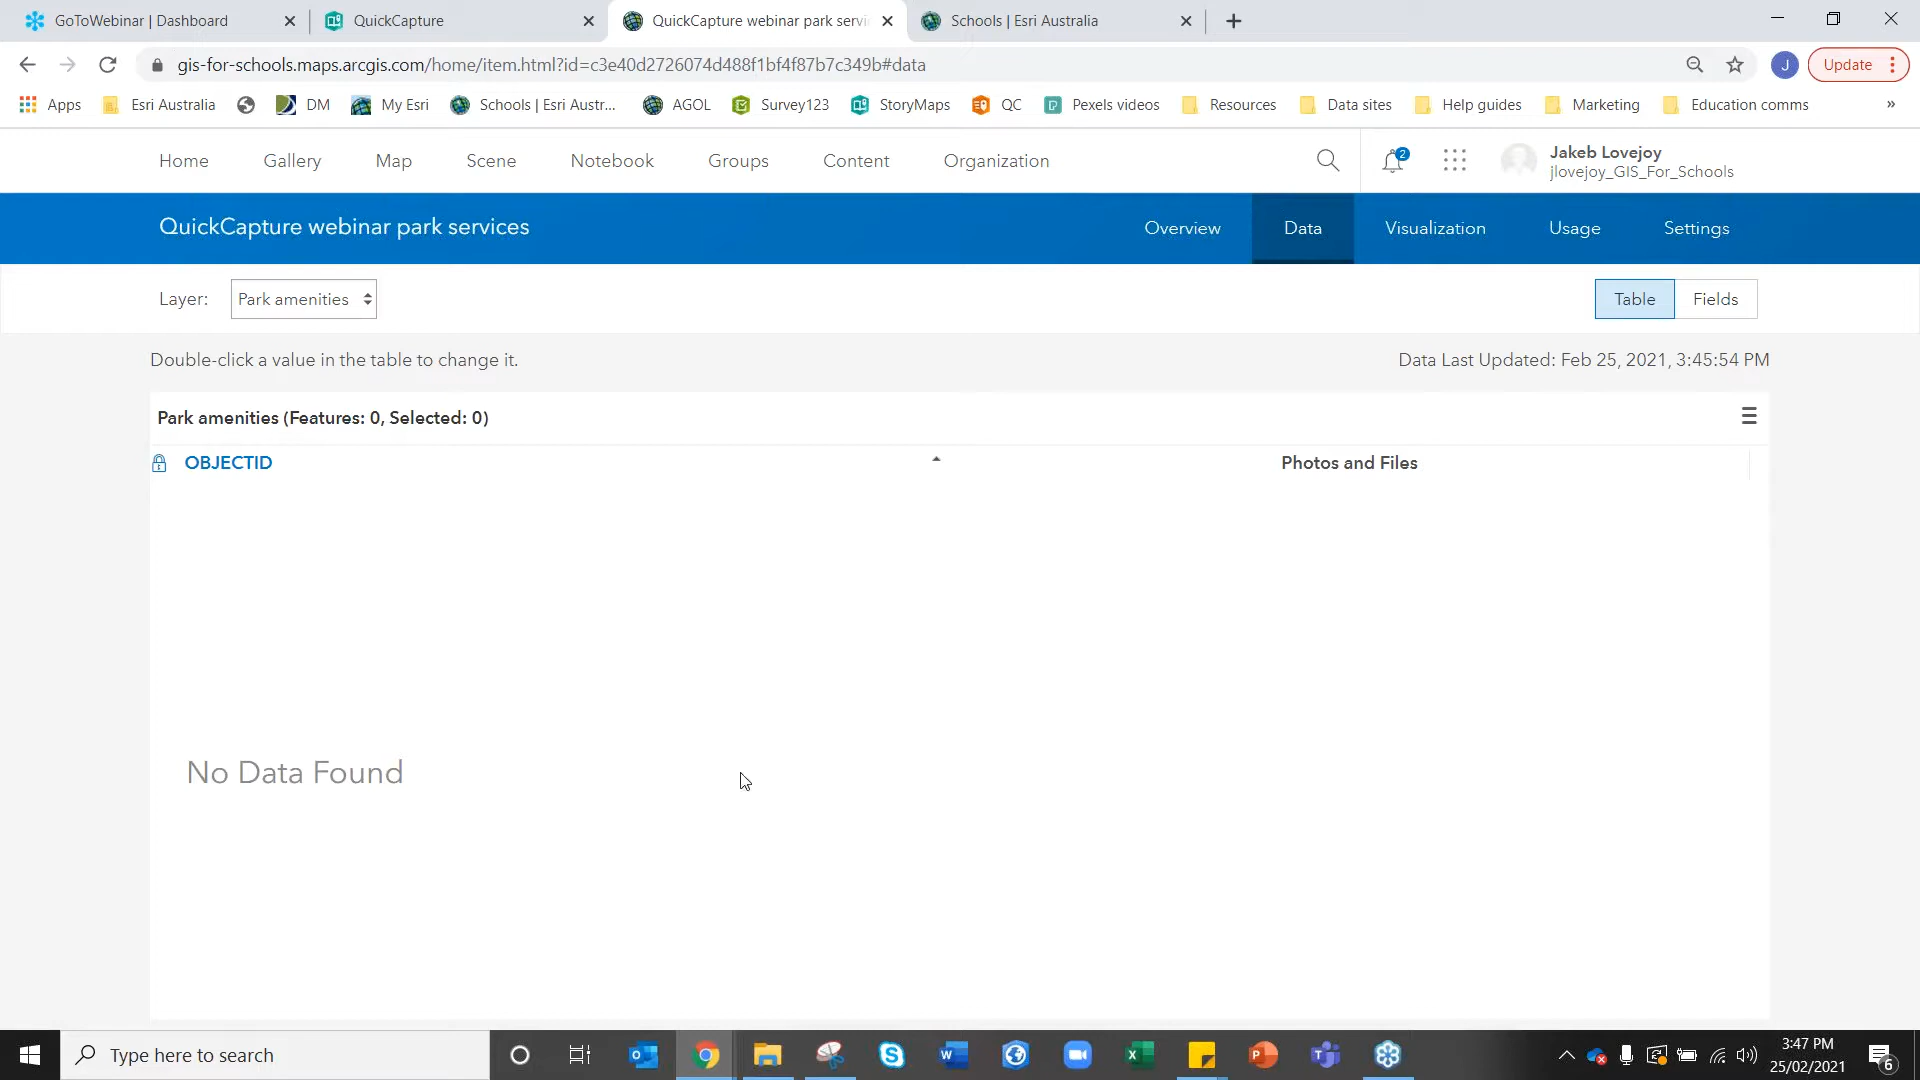 GoToWebinar | Dashboard
QuickCapture
QuickCapture webinar park servi
Schools | Esri Australia
gis-for-schools.maps.arcgis.com/home/item.html?id=c3e40d2726074d488f1bf4f87b7c349b#data
J
Update
Apps
Esri Australia
DM
My Esri
Schools | Esri Austr...
AGOL
Survey123
StoryMaps
QC
Pexels videos
Resources
Data sites
Help guides
Marketing
Education comms
»
Home
Gallery
Map
Scene
Notebook
Groups
Content
Organization
2
Jakeb Lovejoy
jlovejoy_GIS_For_Schools
QuickCapture webinar park services
Overview
Data
Visualization
Usage
Settings
Layer:
Park amenities
Table
Fields
Double-click a value in the table to change it.
Data Last Updated: Feb 25, 2021, 3:45:54 PM
Park amenities (Features: 0, Selected: 0)
OBJECTID
Photos and Files
No Data Found
Type here to search
3:47 PM
25/02/2021
6